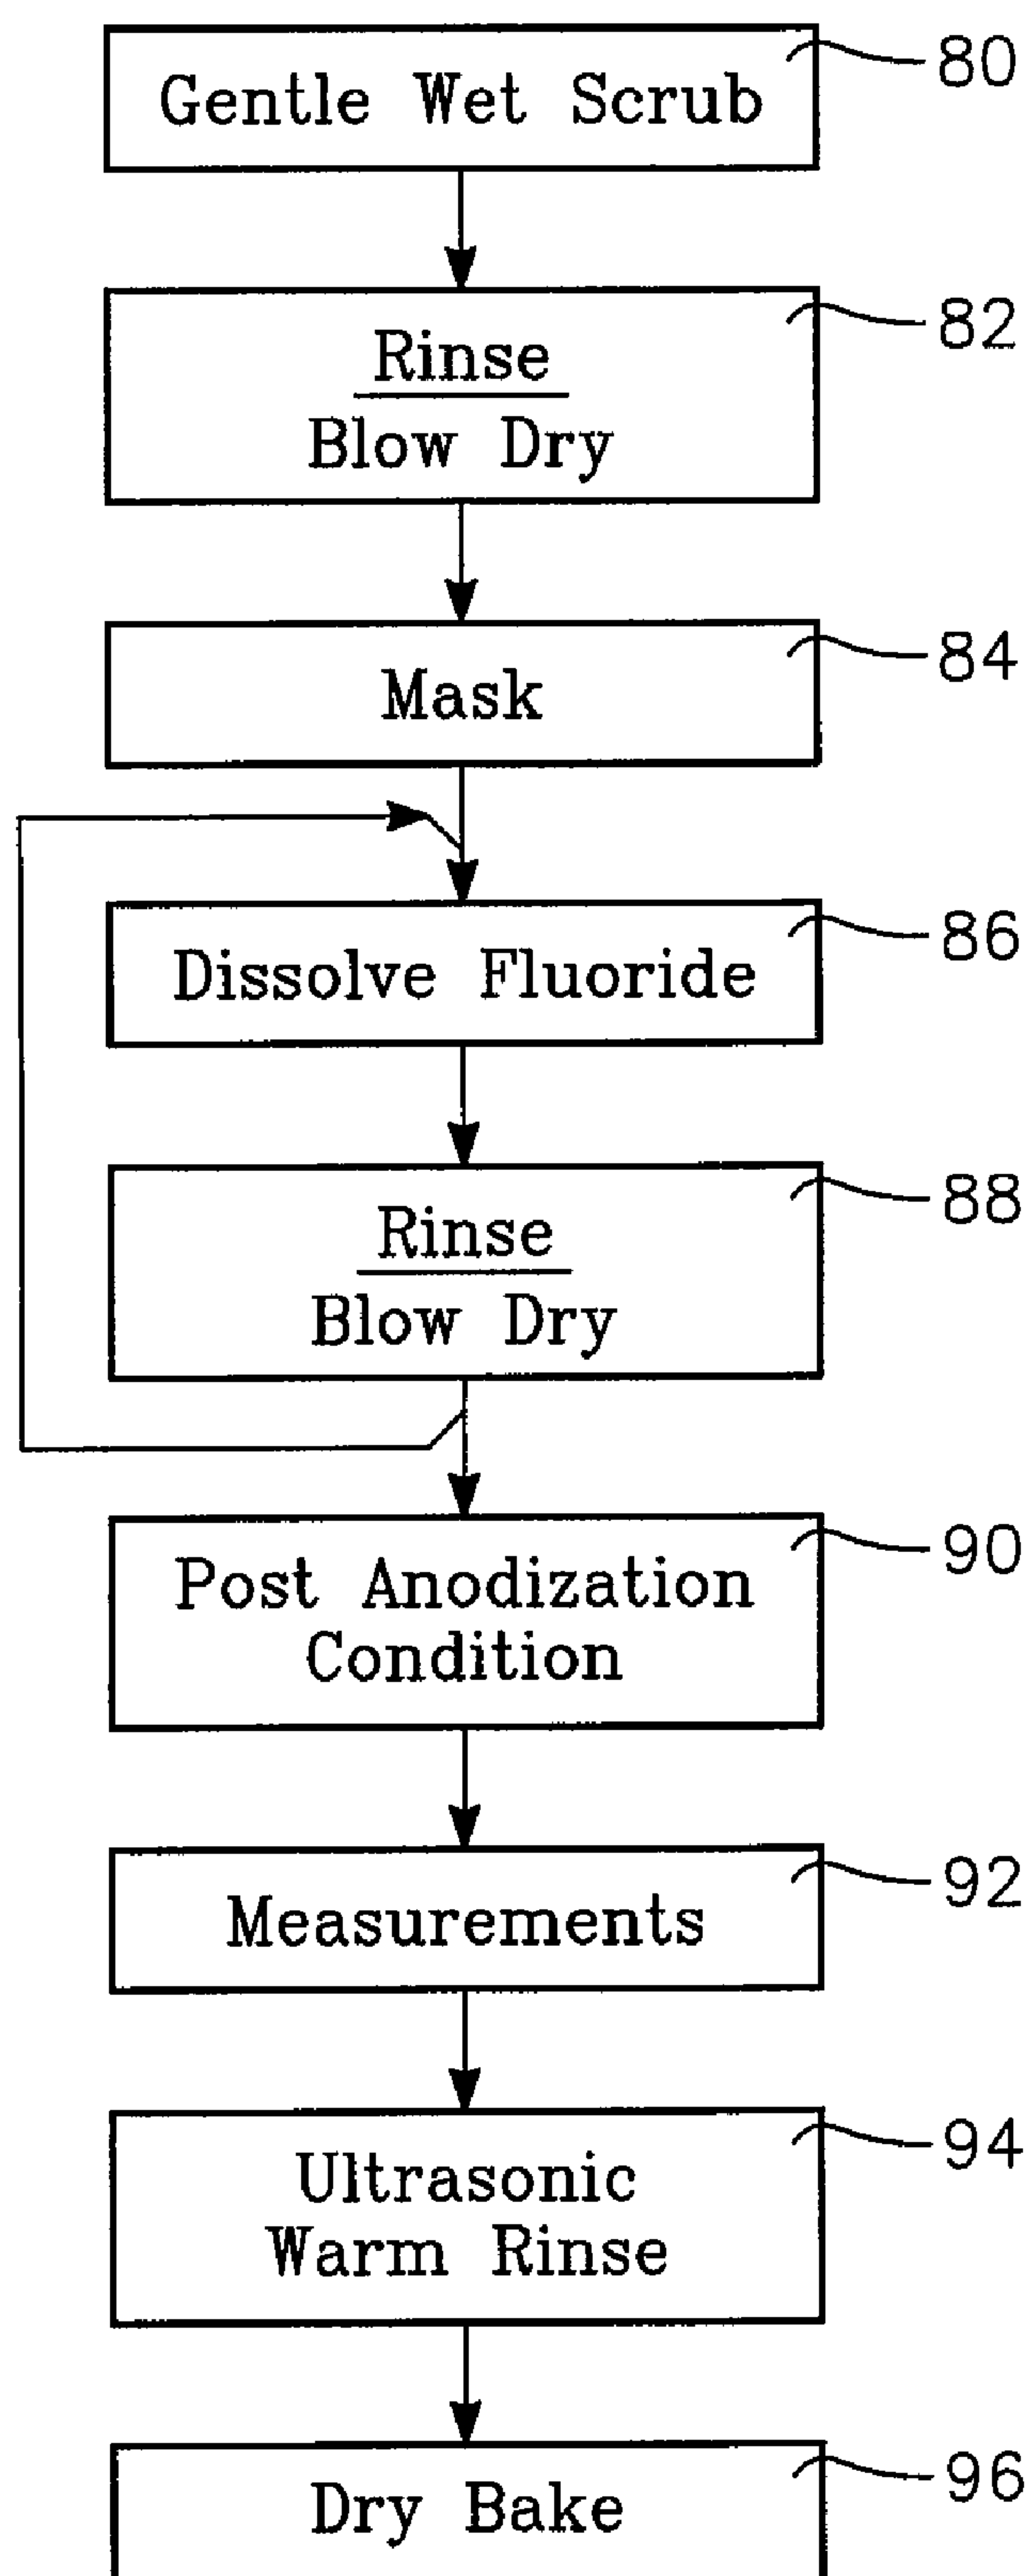 Gentle Wet Scrub
80
Rinse
Blow Dry
82
Mask
84
Dissolve Fluoride
86
Rinse
Blow Dry
88
Post Anodization
Condition
90
Measurements
92
Ultrasonic
Warm Rinse
94
Dry Bake
96